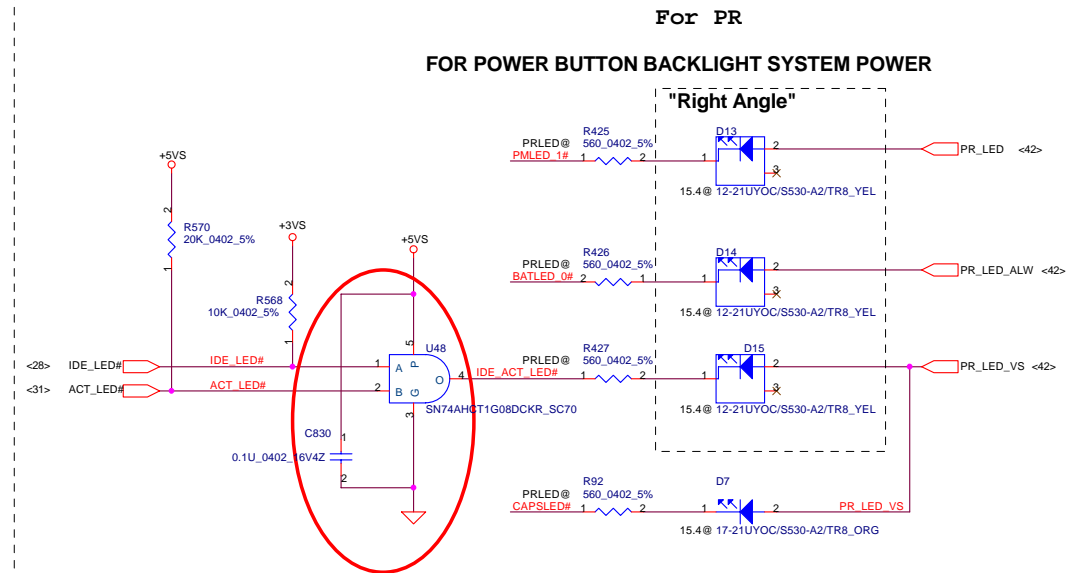 For PR
FOR POWER BUTTON BACKLIGHT SYSTEM POWER
"Right Angle"
R425
PRLED@ 560_0402_5%
PMLED_1# 1 2
D13
1 2
3
15.4@ 12-21UYOC/S530-A2/TR8_YEL
PR_LED <42>
+5VS
2
R570
20K_0402_5%
1
+3VS
2
R568
10K_0402_5%
1
+5VS
R426
PRLED@ 560_0402_5%
BATLED_0# 2 1
D14
1 2
3
15.4@ 12-21UYOC/S530-A2/TR8_YEL
PR_LED_ALW <42>
<28> IDE_LED# IDE_LED# 1
<31> ACT_LED# ACT_LED# 2
U48
5
A P
B G O
4
3
SN74AHCT1G08DCKR_SC70
IDE_ACT_LED#
R427
PRLED@ 560_0402_5%
1 2
D15
1 2
3
15.4@ 12-21UYOC/S530-A2/TR8_YEL
PR_LED_VS <42>
C830
1
0.1U_0402_16V4Z
2
R92
PRLED@ 560_0402_5%
CAPSLED# 1 2
D7
1 2
PR_LED_VS
15.4@ 17-21UYOC/S530-A2/TR8_ORG